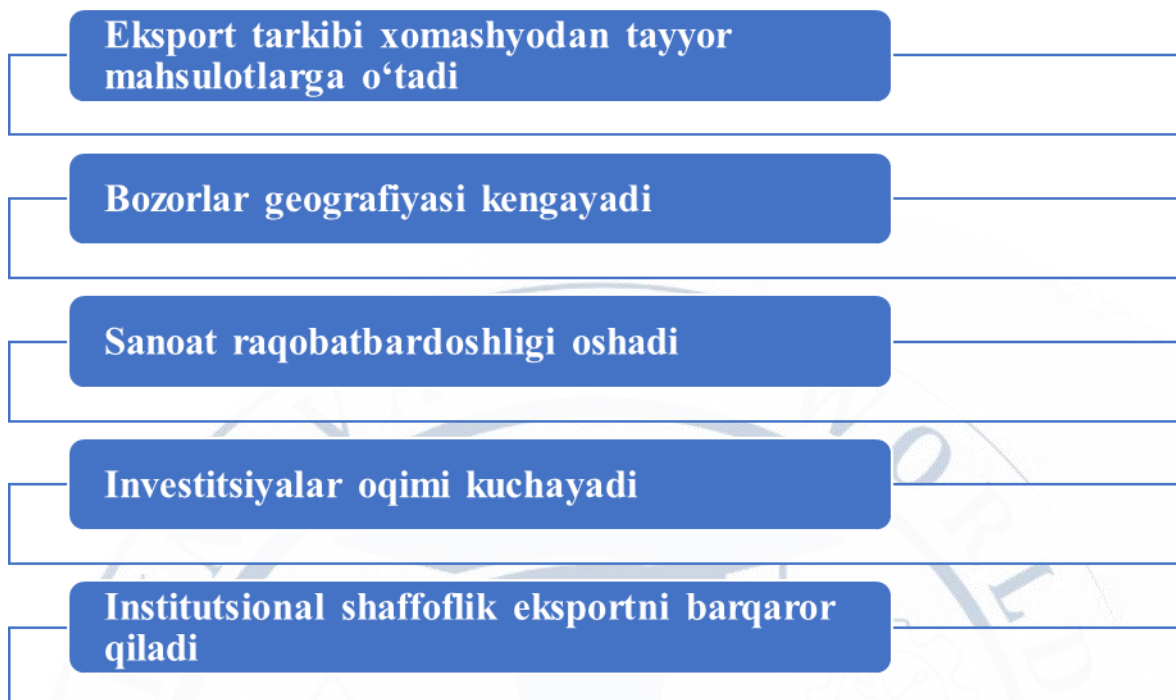 Eksport tarkibi xomashyodan tayyor
mahsulotlarga o‘tadi
Bozorlar geografiyasi kengayadi
Sanoat raqobatbardoshligi oshadi
Investitsiyalar oqimi kuchayadi
Institutsional shaffoflik eksportni barqaror
qiladi
WORLD